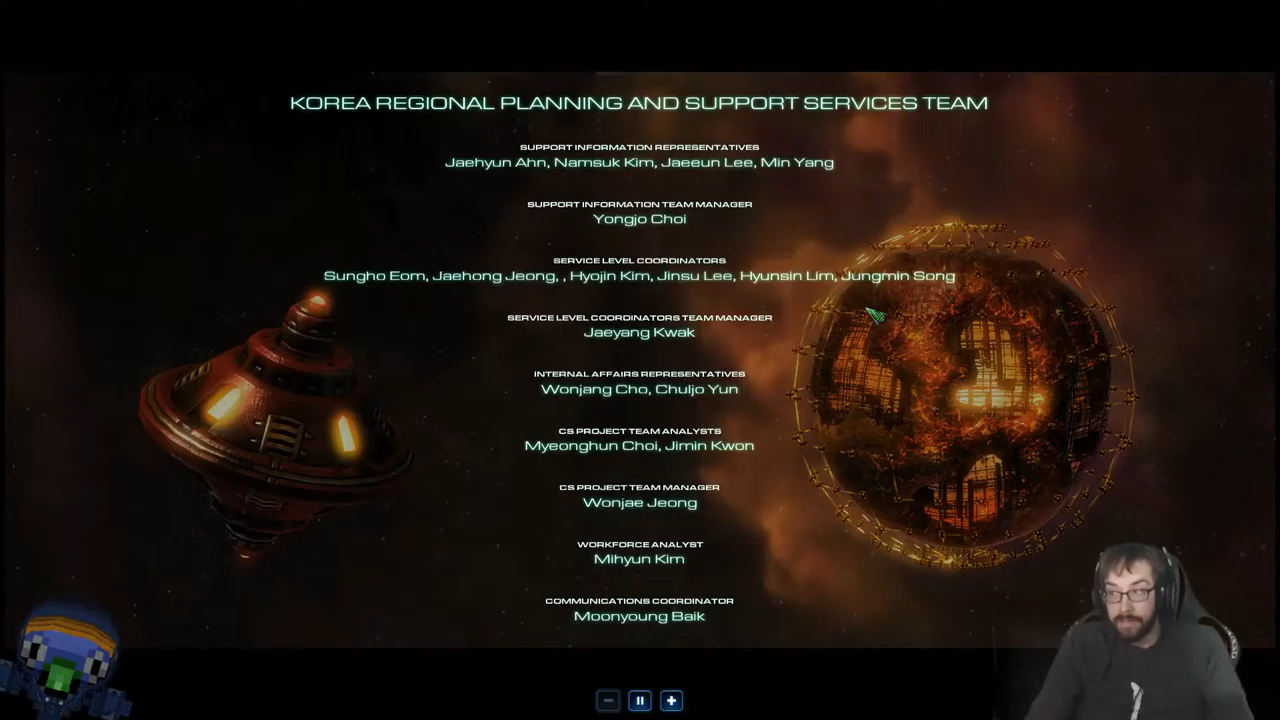 KOREA REGIONAL PLANNING AND SUPPORT SERVICES TEAM
SUPPORT INFORMATION REPRESENTATIVES
Jaehyun Ahn, Namsuk Kim, Jaeeun Lee, Min Yang
SUPPORT INFORMATION TEAM MANAGER
Yongjo Choi
SERVICE LEVEL COORDINATORS
Sungho Eom, Jaehong Jeong, , Hyojin Kim, Jinsu Lee, Hyunsin Lim, Jungmin Song
SERVICE LEVEL COORDINATORS TEAM MANAGER
Jaeyang Kwak
INTERNAL AFFAIRS REPRESENTATIVES
Wonjang Cho, Chuljo Yun
CS PROJECT TEAM ANALYSTS
Myeonghun Choi, Jimin Kwon
CS PROJECT TEAM MANAGER
Wonjae Jeong
WORKFORCE ANALYST
Mihyun Kim
COMMUNICATIONS COORDINATOR
Moonyoung Baik